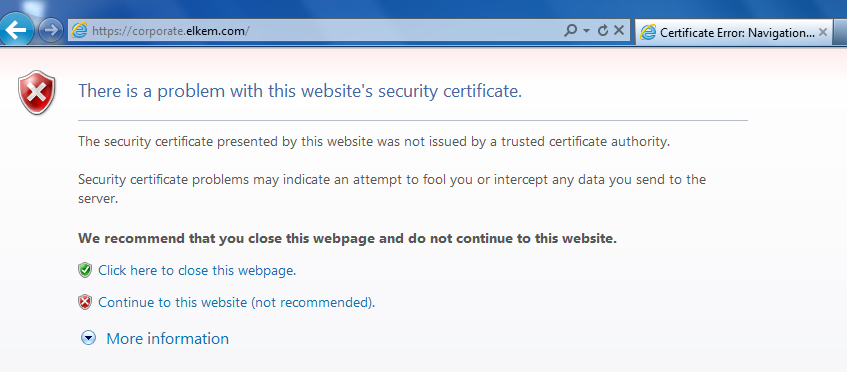 https://corporate.elkem.com/
Certificate Error: Navigation...
There is a problem with this website's security certificate.
The security certificate presented by this website was not issued by a trusted certificate authority.
Security certificate problems may indicate an attempt to fool you or intercept any data you send to the
server.
We recommend that you close this webpage and do not continue to this website.
Click here to close this webpage.
Continue to this website (not recommended).
More information